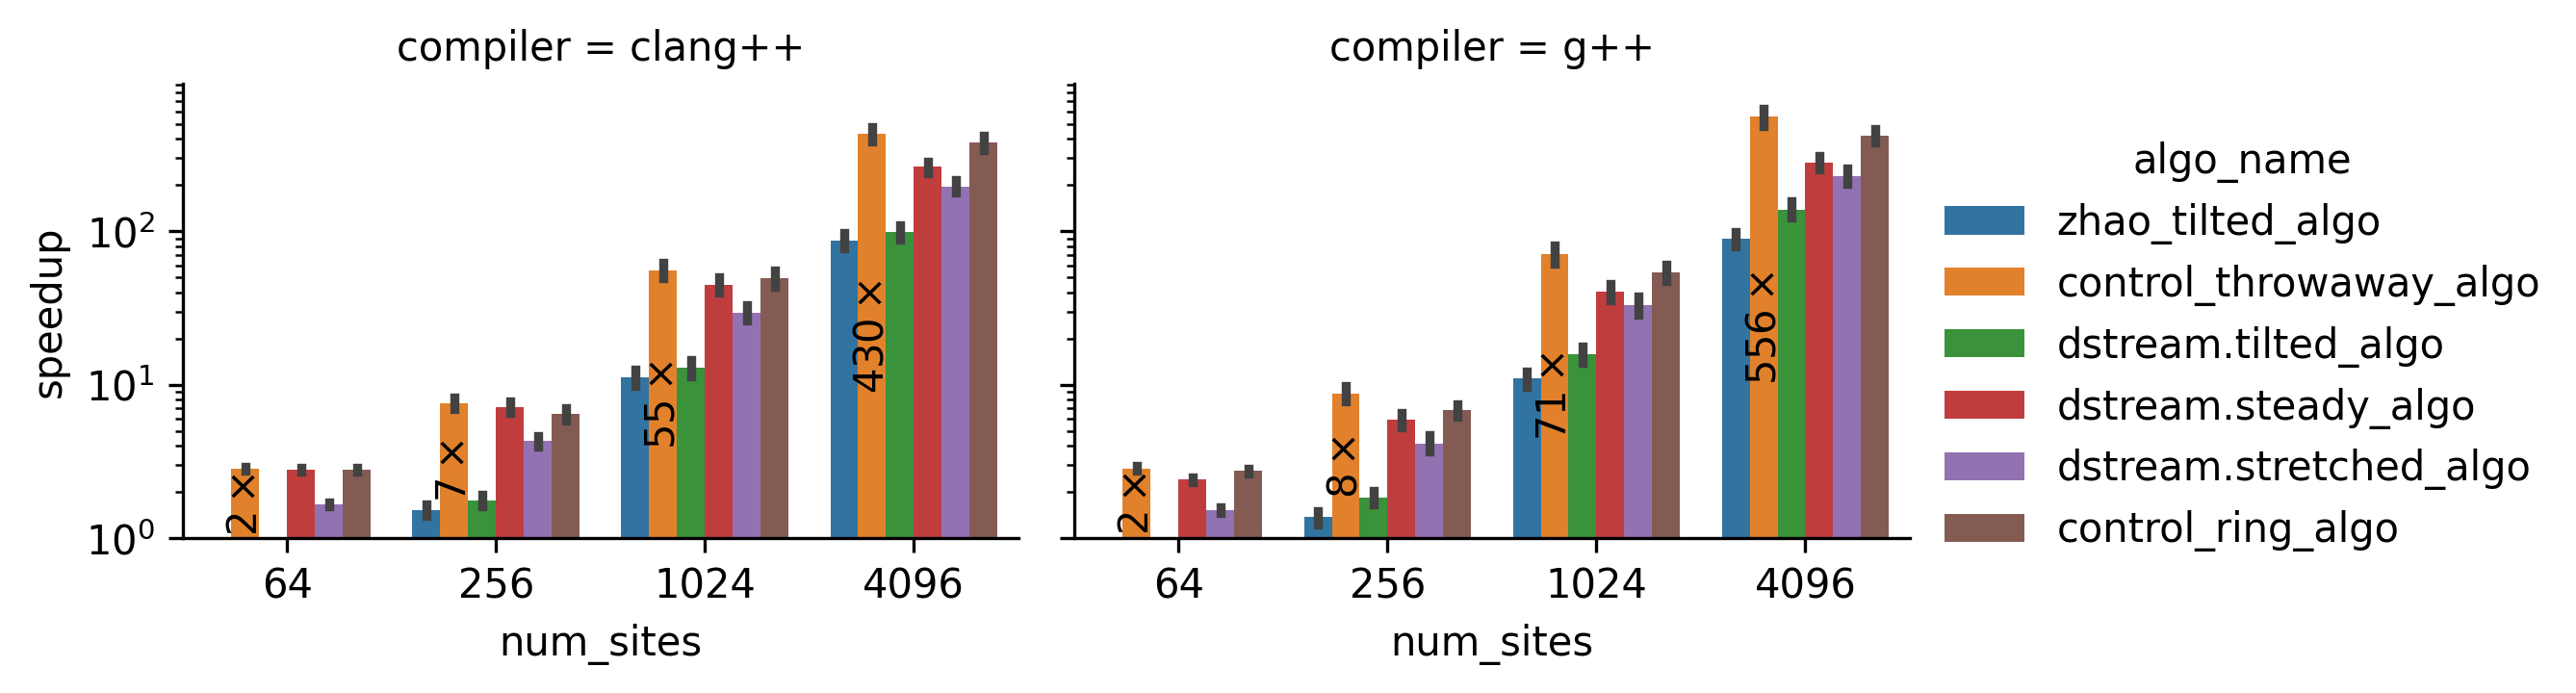 compiler = clang++
compiler = g++
speedup
10²
10¹
10⁰
2×
7×
55×
430×
64
256
1024
4096
num_sites
2×
8×
71×
556×
64
256
1024
4096
num_sites
algo_name
zhao_tilted_algo
control_throwaway_algo
dstream.tilted_algo
dstream.steady_algo
dstream.stretched_algo
control_ring_algo